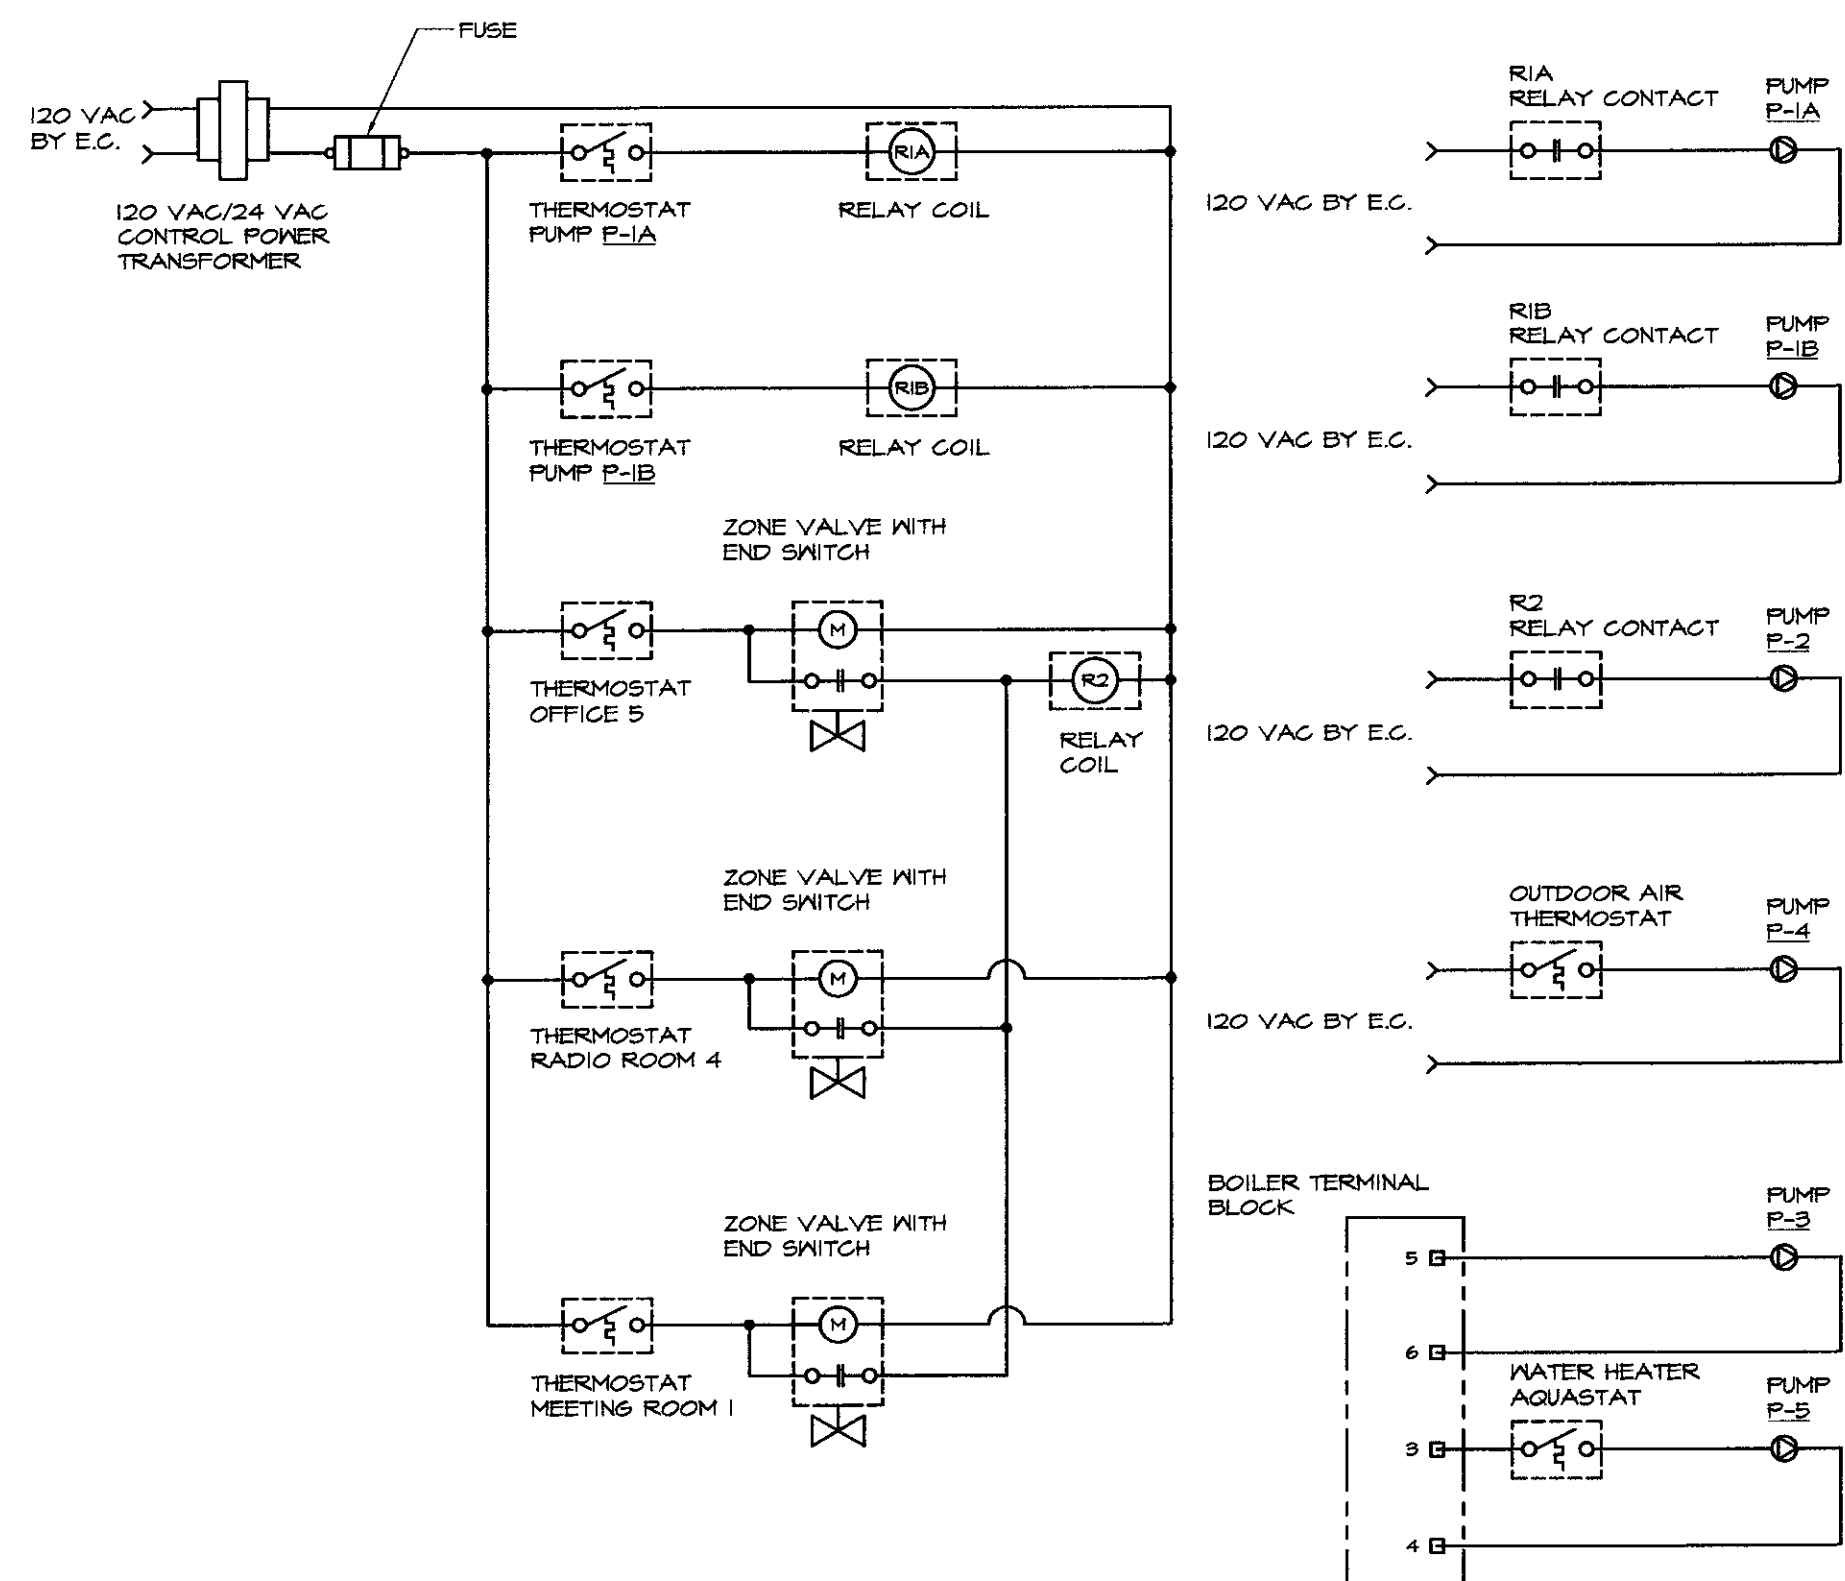 FUSE
120 VAC
BY E.C.
120 VAC/24 VAC
CONTROL POWER
TRANSFORMER
THERMOSTAT
PUMP P-1A
R1A
RELAY COIL
THERMOSTAT
PUMP P-1B
R1B
RELAY COIL
ZONE VALVE WITH
END SWITCH
M
THERMOSTAT
OFFICE 5
R2
RELAY
COIL
ZONE VALVE WITH
END SWITCH
M
THERMOSTAT
RADIO ROOM 4
ZONE VALVE WITH
END SWITCH
M
THERMOSTAT
MEETING ROOM 1
R1A
RELAY CONTACT
PUMP
P-1A
120 VAC BY E.C.
R1B
RELAY CONTACT
PUMP
P-1B
120 VAC BY E.C.
R2
RELAY CONTACT
PUMP
P-2
120 VAC BY E.C.
OUTDOOR AIR
THERMOSTAT
PUMP
P-4
120 VAC BY E.C.
BOILER TERMINAL
BLOCK
PUMP
P-3
5
6
WATER HEATER
AQUASTAT
PUMP
P-5
3
4